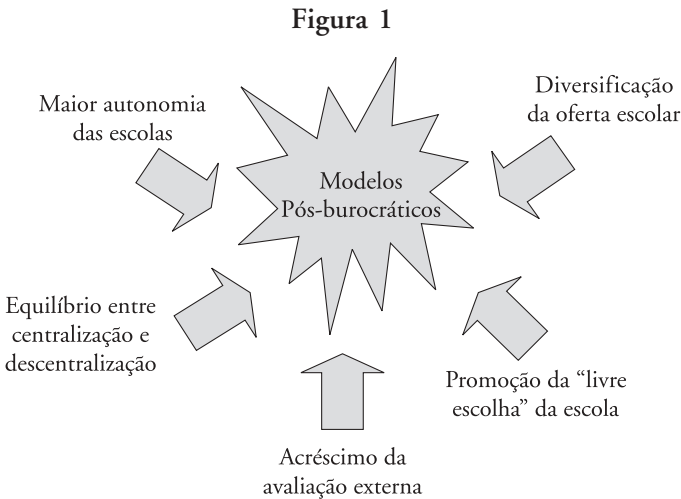 Figura 1
Maior autonomia
das escolas
Diversificação
da oferta escolar
Modelos
Pós-burocráticos
Equilíbrio entre
centralização e
descentralização
Promoção da “livre
escolha” da escola
Acréscimo da
avaliação externa